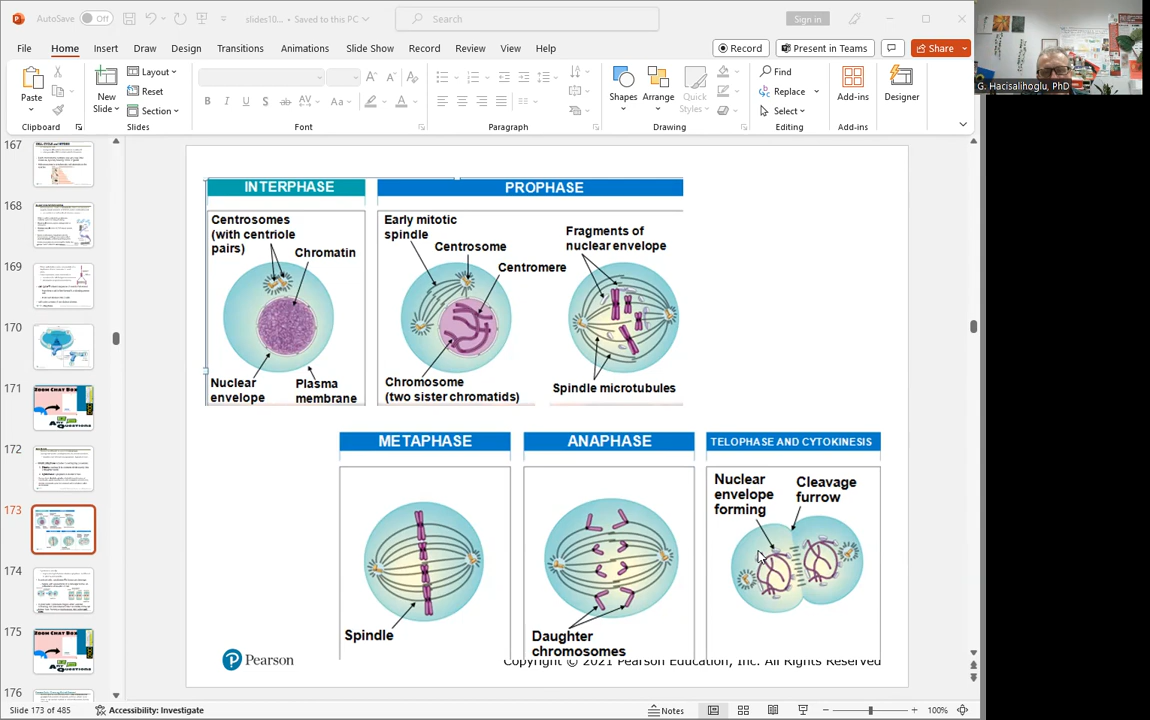 AutoSave
Off
slides10... • Saved to this PC
Search
Sign in
File
Home
Insert
Draw
Design
Transitions
Animations
Slide Show
Record
Review
View
Help
Record
Present in Teams
Share
Paste
New
Slide
Layout
Reset
Section
Shapes
Arrange
Quick
Styles
Find
Replace
Select
Add-ins
Designer
B I U S ab AV Aa A
Clipboard
Slides
Font
Paragraph
Drawing
Editing
Add-ins
G. Hacisalihoglu, PhD
167
168
169
170
171
172
173
174
175
176
INTERPHASE
PROPHASE
Centrosomes
(with centriole
pairs)
Chromatin
Nuclear
envelope
Plasma
membrane
Early mitotic
spindle
Centrosome
Centromere
Chromosome
(two sister chromatids)
Fragments of
nuclear envelope
Spindle microtubules
METAPHASE
ANAPHASE
TELOPHASE AND CYTOKINESIS
Spindle
Daughter
chromosomes
Nuclear
envelope
forming
Cleavage
furrow
Pearson
Copyright © 2021 Pearson Education, Inc. All Rights Reserved
Slide 173 of 485
Accessibility: Investigate
Notes
100%